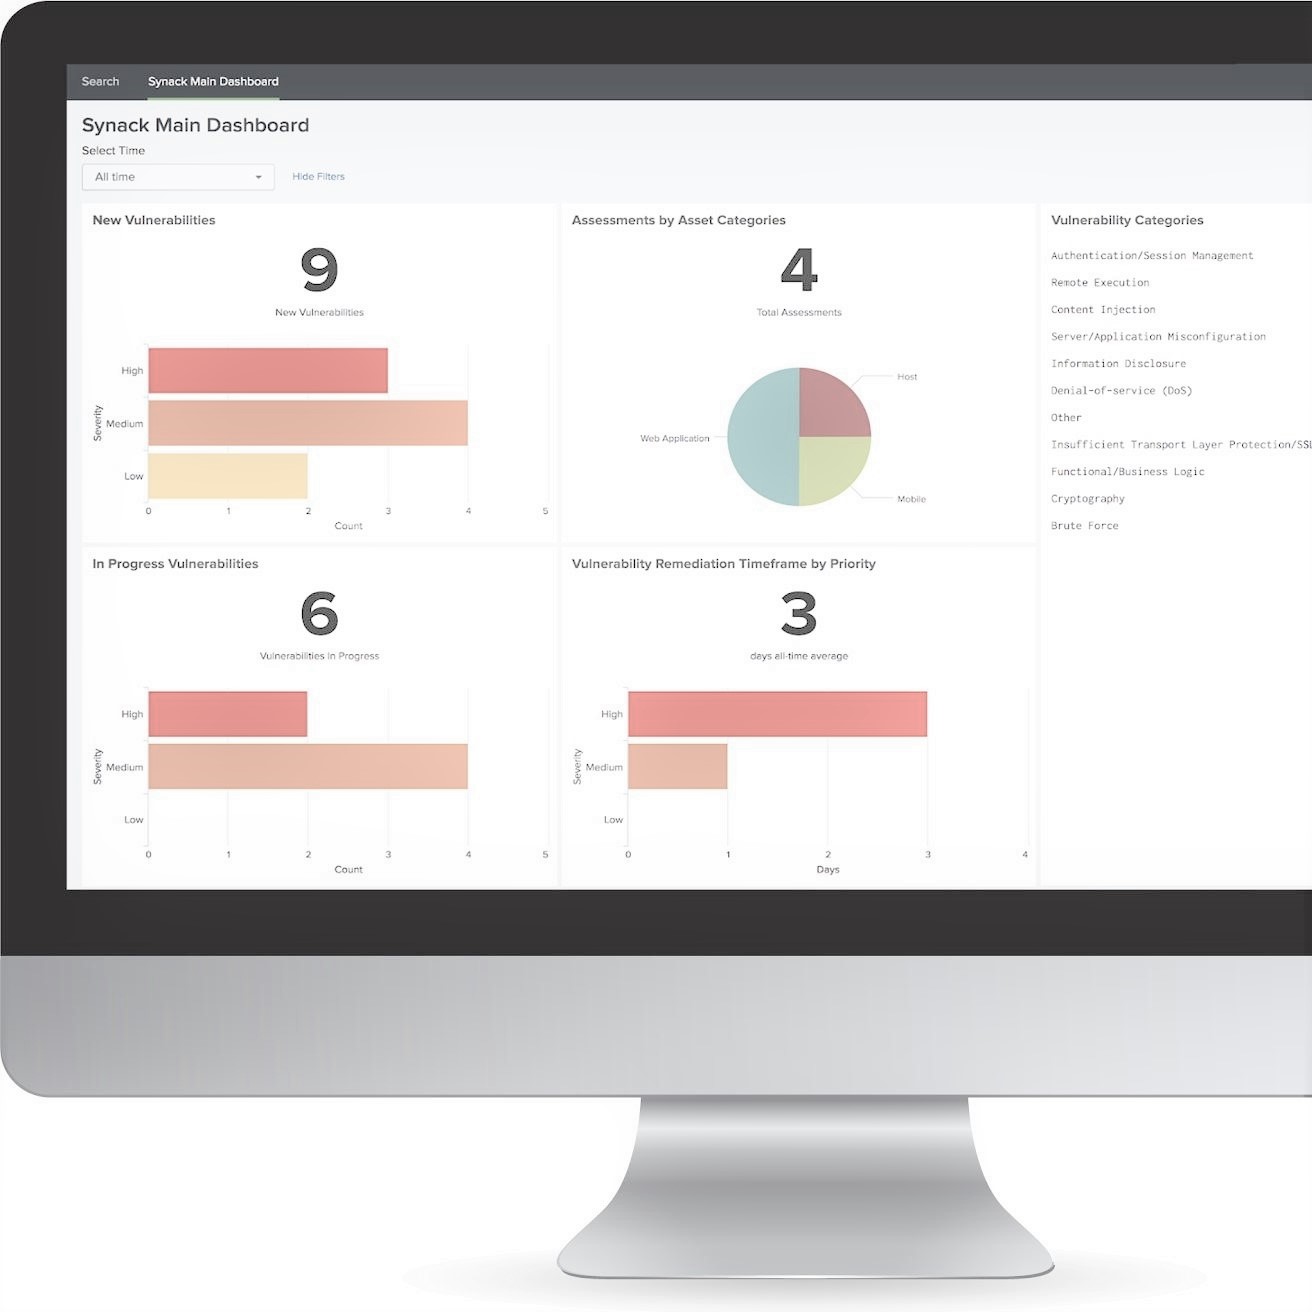 Search Synack Main Dashboard
Synack Main Dashboard
Select Time
All time Hide Filters
New Vulnerabilities
9
New Vulnerabilities
Severity
High
Medium
Low
0 1 2 3 4 5
Count
Assessments by Asset Categories
4
Total Assessments
Host
Web Application
Mobile
Vulnerability Categories
Authentication/Session Management
Remote Execution
Content Injection
Server/Application Misconfiguration
Information Disclosure
Denial-of-service (DoS)
Other
Insufficient Transport Layer Protection/SSL
Functional/Business Logic
Cryptography
Brute Force
In Progress Vulnerabilities
6
Vulnerabilities In Progress
Severity
High
Medium
Low
0 1 2 3 4 5
Count
Vulnerability Remediation Timeframe by Priority
3
days all-time average
Severity
High
Medium
Low
0 1 2 3 4
Days